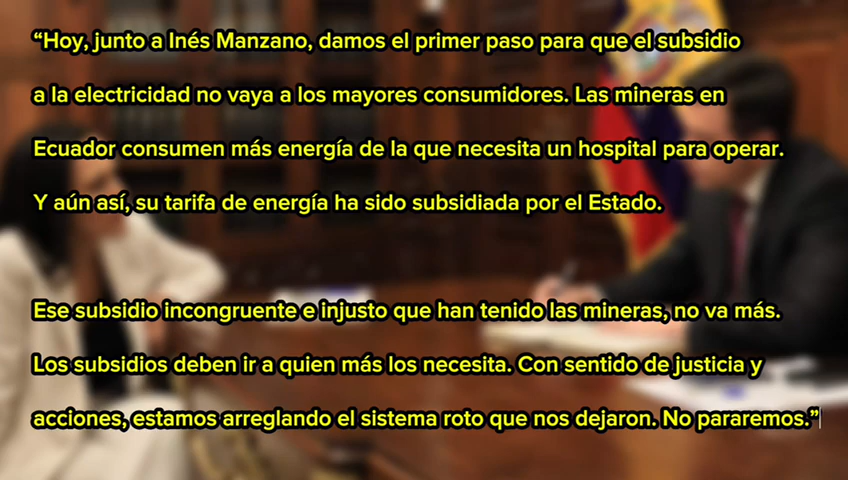 “Hoy, junto a Inés Manzano, damos el primer paso para que el subsidio
a la electricidad no vaya a los mayores consumidores. Las mineras en
Ecuador consumen más energía de la que necesita un hospital para operar.
Y aún así, su tarifa de energía ha sido subsidiada por el Estado.
Ese subsidio incongruente e injusto que han tenido las mineras, no va más.
Los subsidios deben ir a quien más los necesita. Con sentido de justicia y
acciones, estamos arreglando el sistema roto que nos dejaron. No pararemos.”